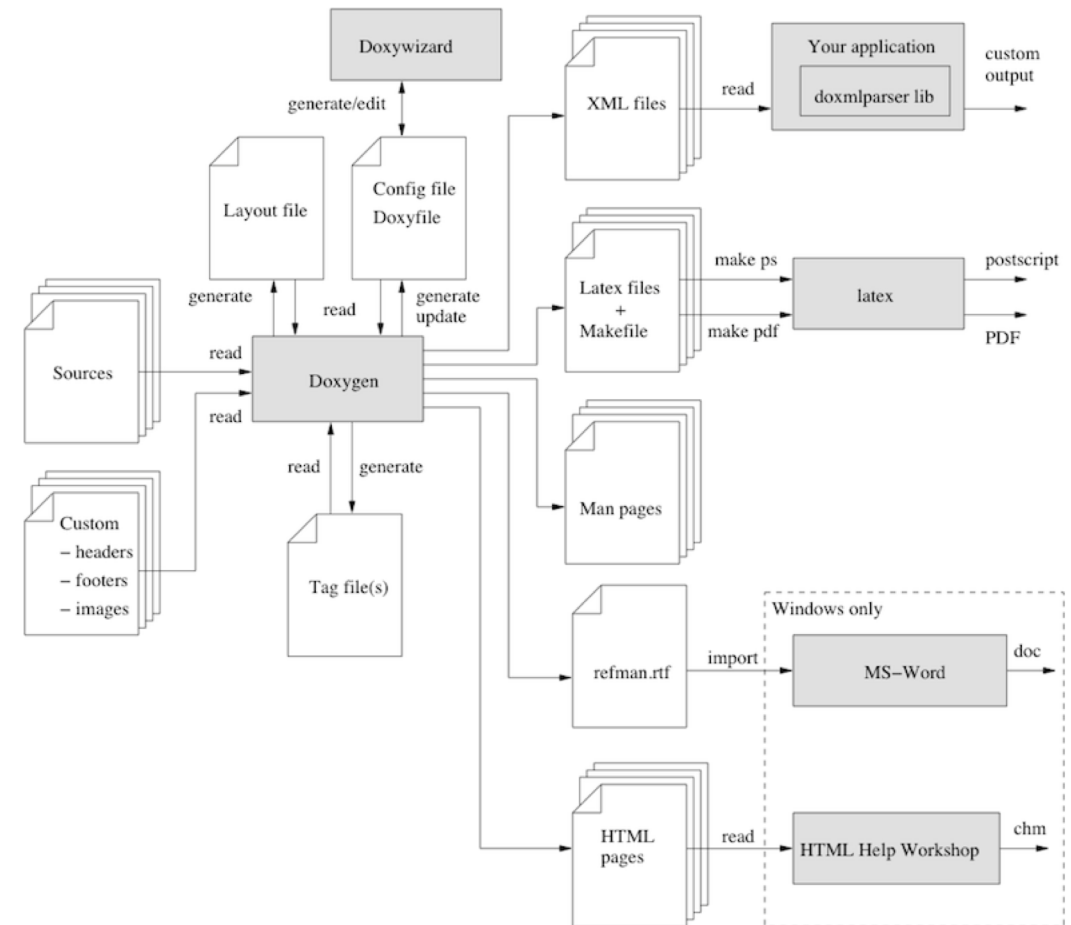 Doxywizard
generate/edit
Layout file
Config file
Doxyfile
generate
read
generate
update
Sources
read
Doxygen
read
Custom
– headers
– footers
– images
read
generate
Tag file(s)
XML files
read
Your application
doxmlparser lib
custom
output
Latex files
+
Makefile
make ps
make pdf
latex
postscript
PDF
Man pages
refman.rtf
import
Windows only
MS–Word
doc
HTML
pages
read
HTML Help Workshop
chm